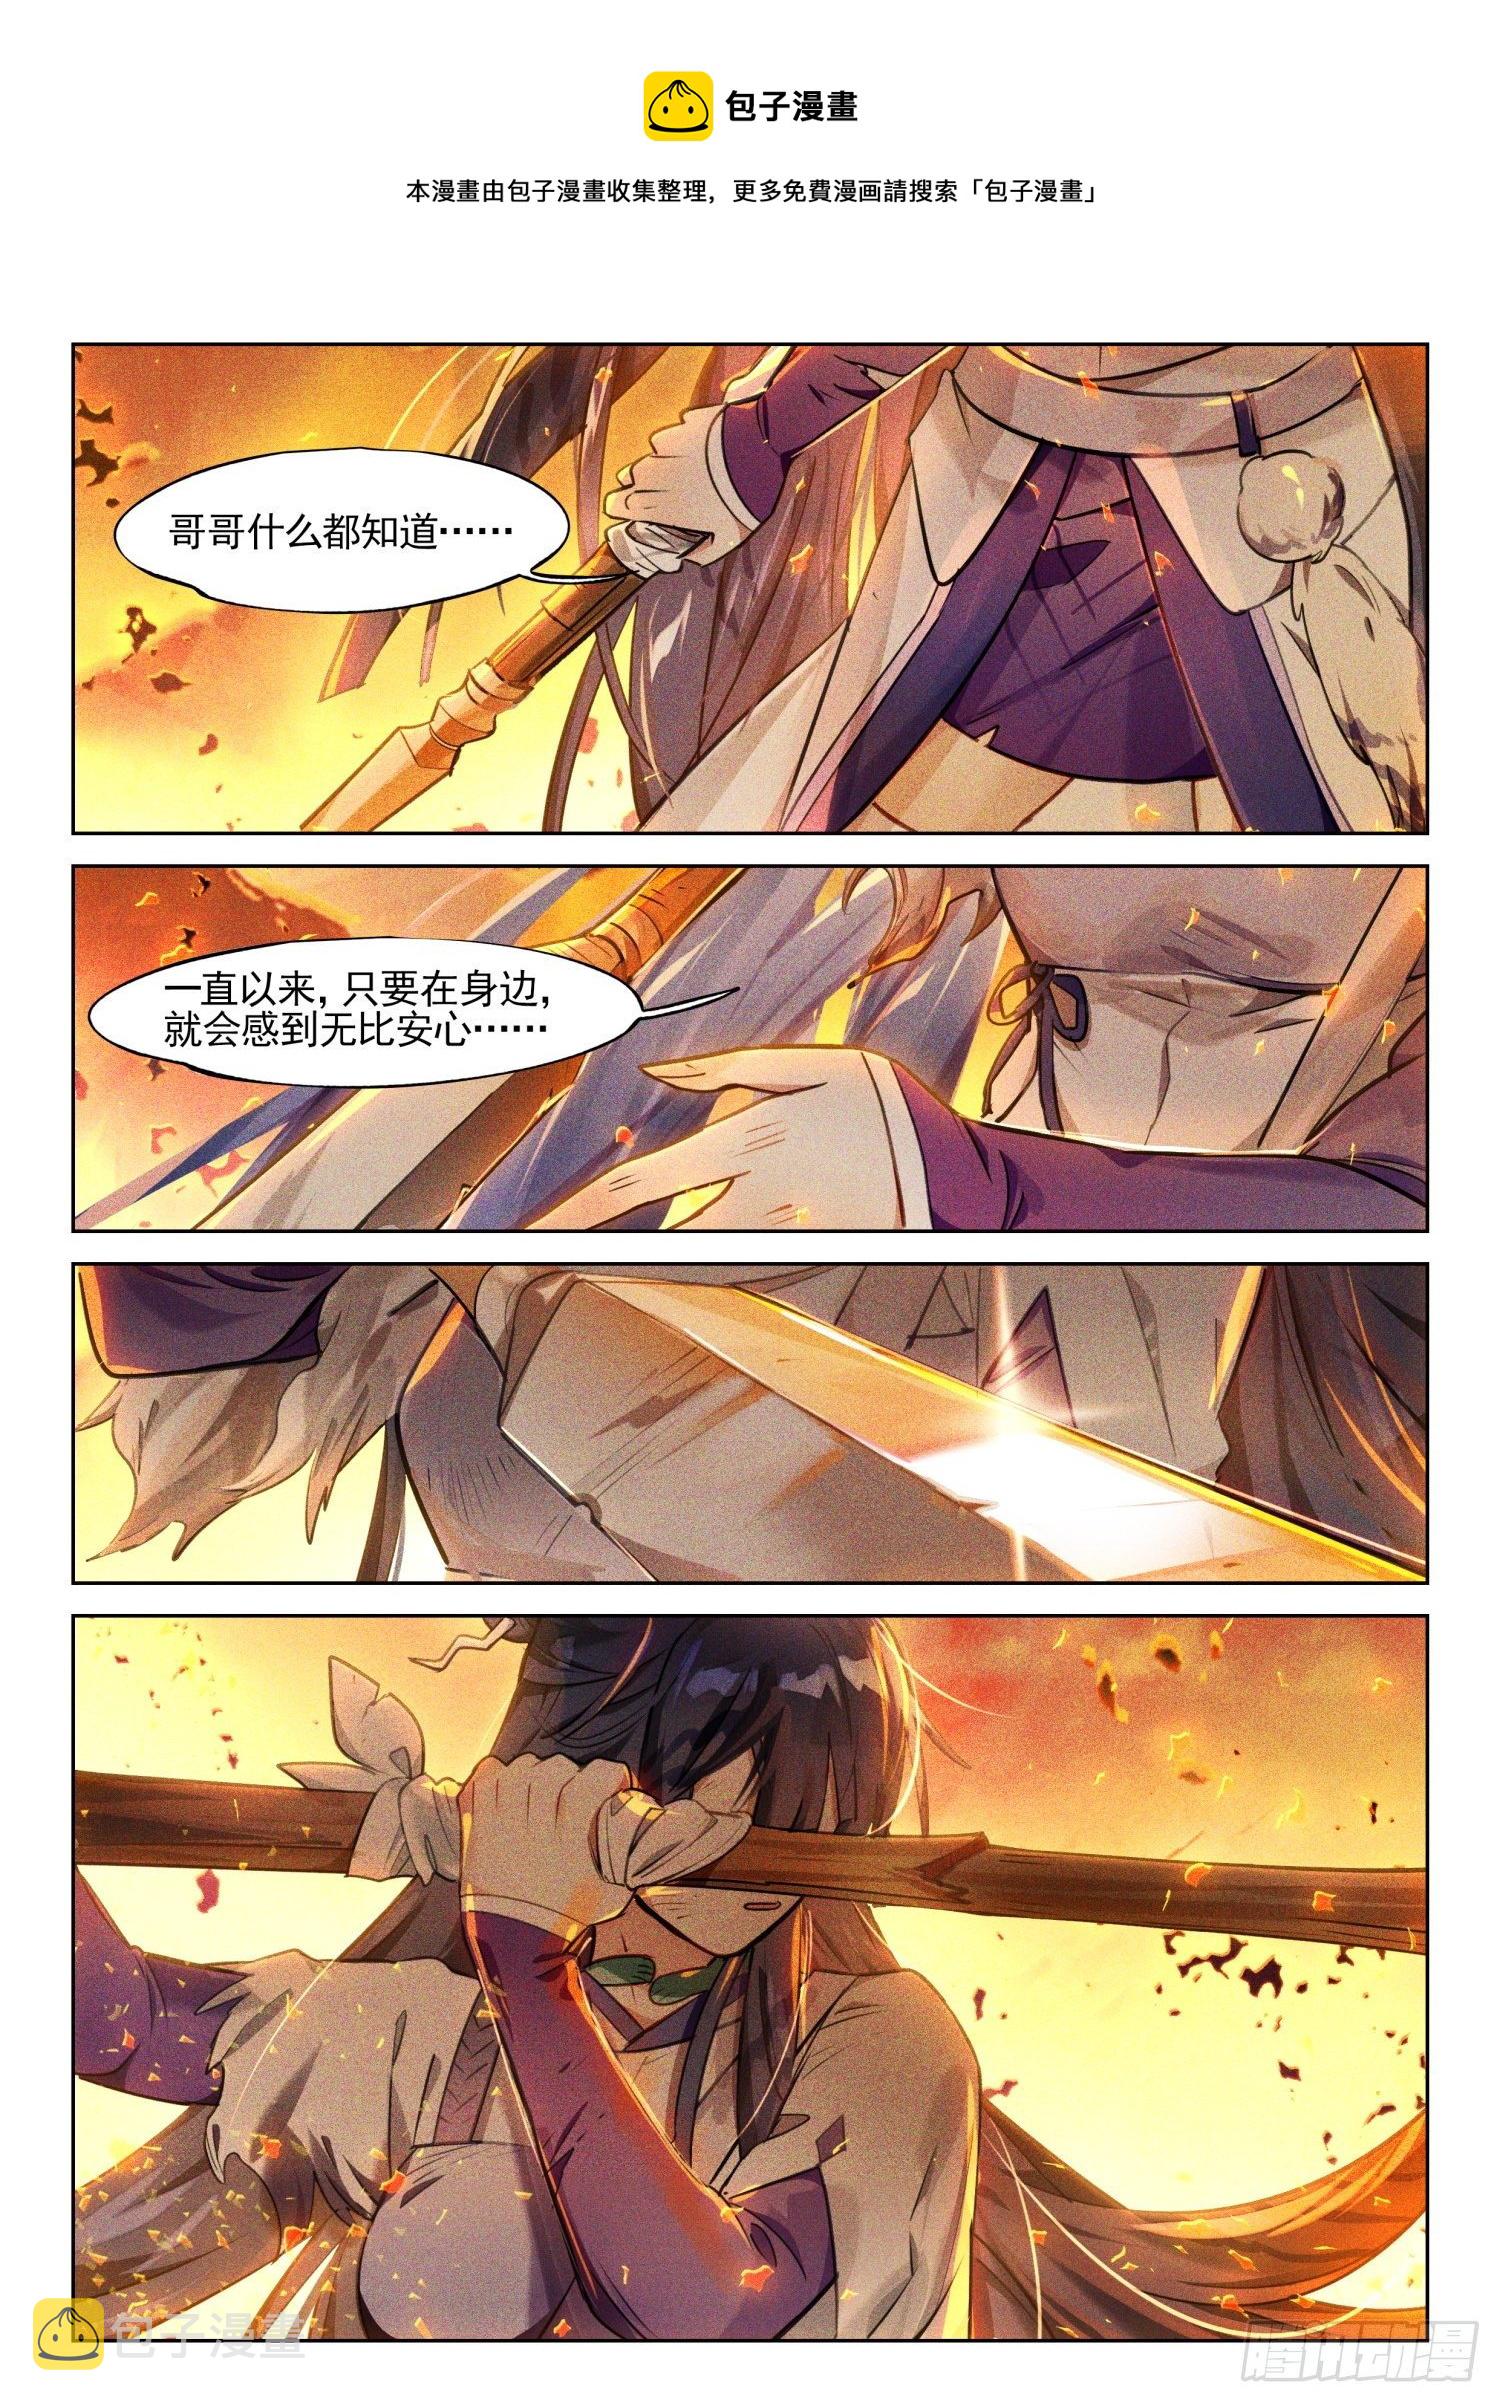 包子漫畫
本漫畫由包子漫畫收集整理，更多免費漫画請搜索「包子漫畫」
哥哥什么都知道……
一直以来，只要在身边，
就会感到无比安心……
包子漫畫
腾讯动漫